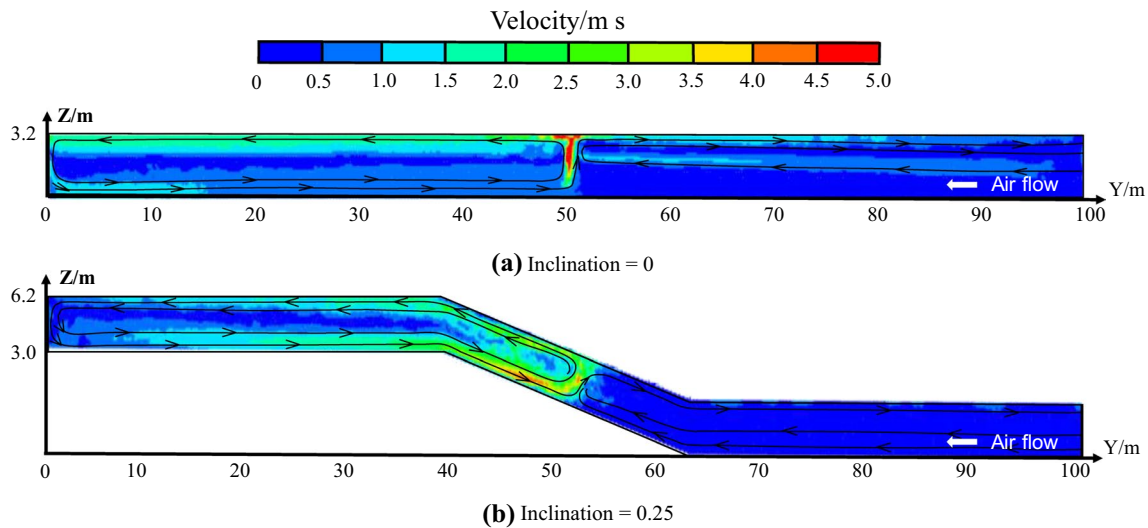 Velocity/m s
0 0.5 1.0 1.5 2.0 2.5 3.0 3.5 4.0 4.5 5.0
Z/m
3.2
Air flow
Y/m
0 10 20 30 40 50 60 70 80 90 100
(a) Inclination = 0
Z/m
6.2
3.0
Air flow
Y/m
0 10 20 30 40 50 60 70 80 90 100
(b) Inclination = 0.25